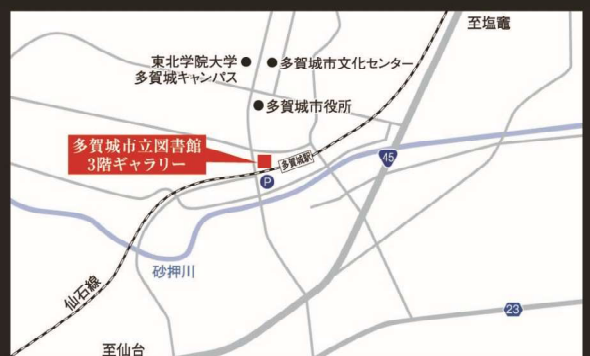 至塩竈
東北学院大学
多賀城キャンパス
多賀城市文化センター
多賀城市役所
多賀城市立図書館
3階ギャラリー
多賀城駅
P
45
砂押川
仙石線
23
至仙台